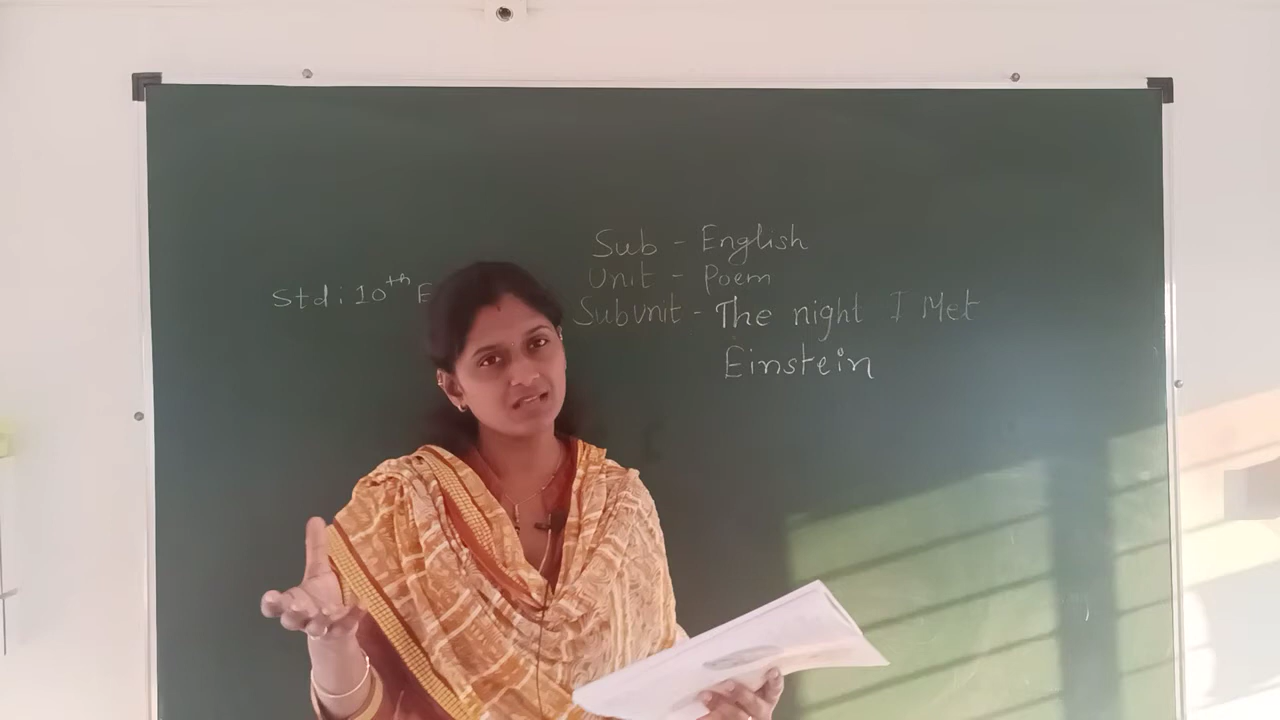 Sub - English
Unit - Poem
Std : 10th E
Subunit - The night I Met
Einstein